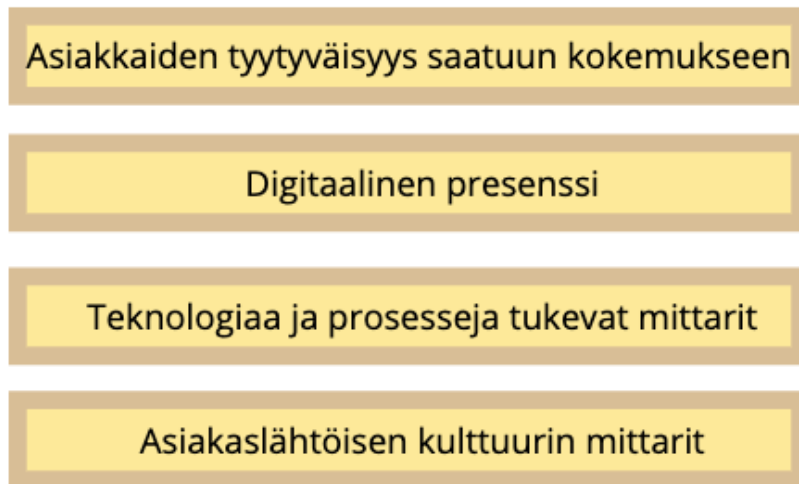 Asiakkaiden tyytyväisyys saatuun kokemukseen
Digitaalinen presenssi
Teknologiaa ja prosesseja tukevat mittarit
Asiakaslähtöisen kulttuurin mittarit